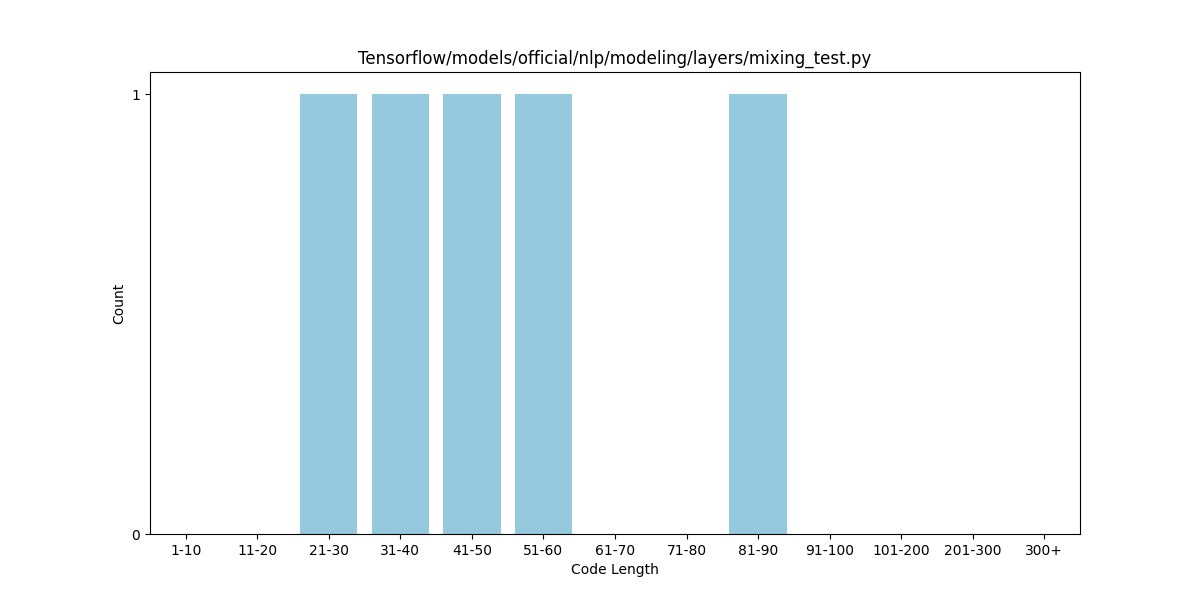 Tensorflow/models/official/nlp/modeling/layers/mixing_test.py
1
Count
0
1-10 11-20 21-30 31-40 41-50 51-60 61-70 71-80 81-90 91-100 101-200 201-300 300+
Code Length